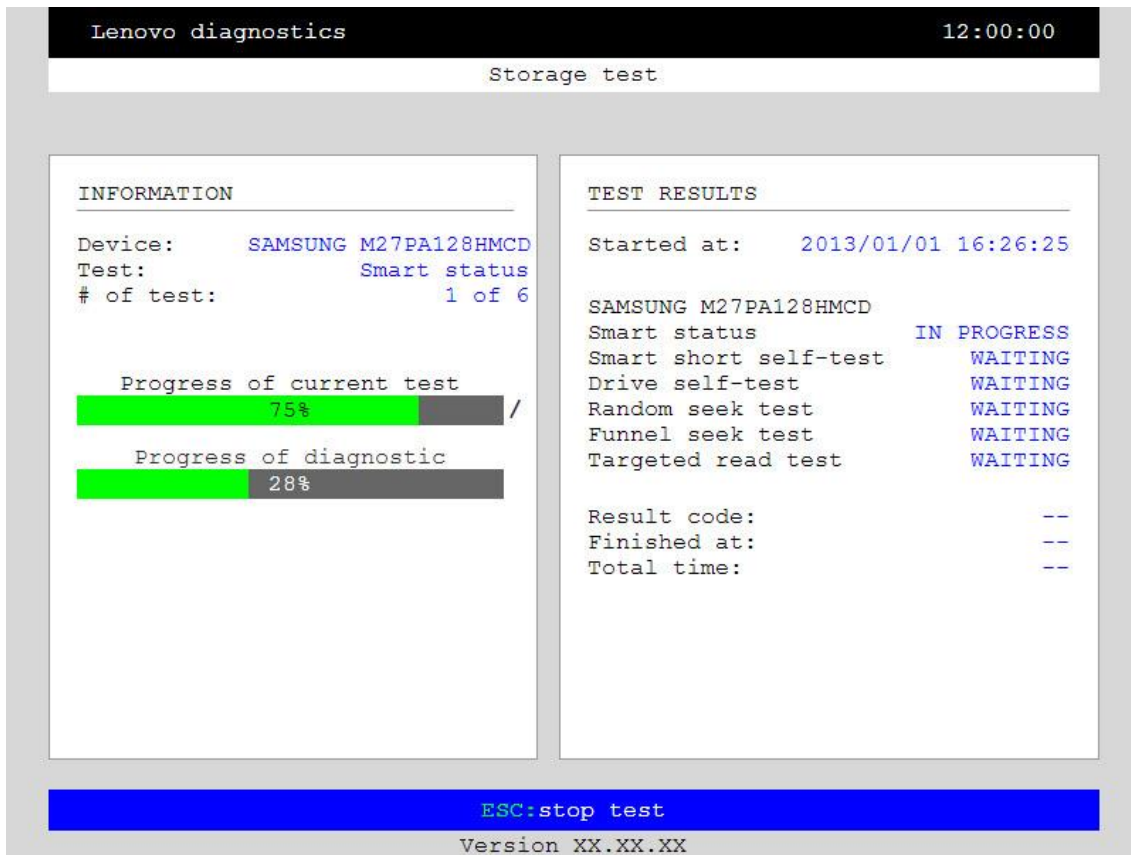 Lenovo diagnostics 12:00:00
Storage test
INFORMATION
Device: SAMSUNG M27PA128HMCD
Test: Smart status
# of test: 1 of 6
Progress of current test
75% /
Progress of diagnostic
28%
TEST RESULTS
Started at: 2013/01/01 16:26:25
SAMSUNG M27PA128HMCD
Smart status IN PROGRESS
Smart short self-test WAITING
Drive self-test WAITING
Random seek test WAITING
Funnel seek test WAITING
Targeted read test WAITING
Result code: --
Finished at: --
Total time: --
ESC:stop test
Version XX.XX.XX